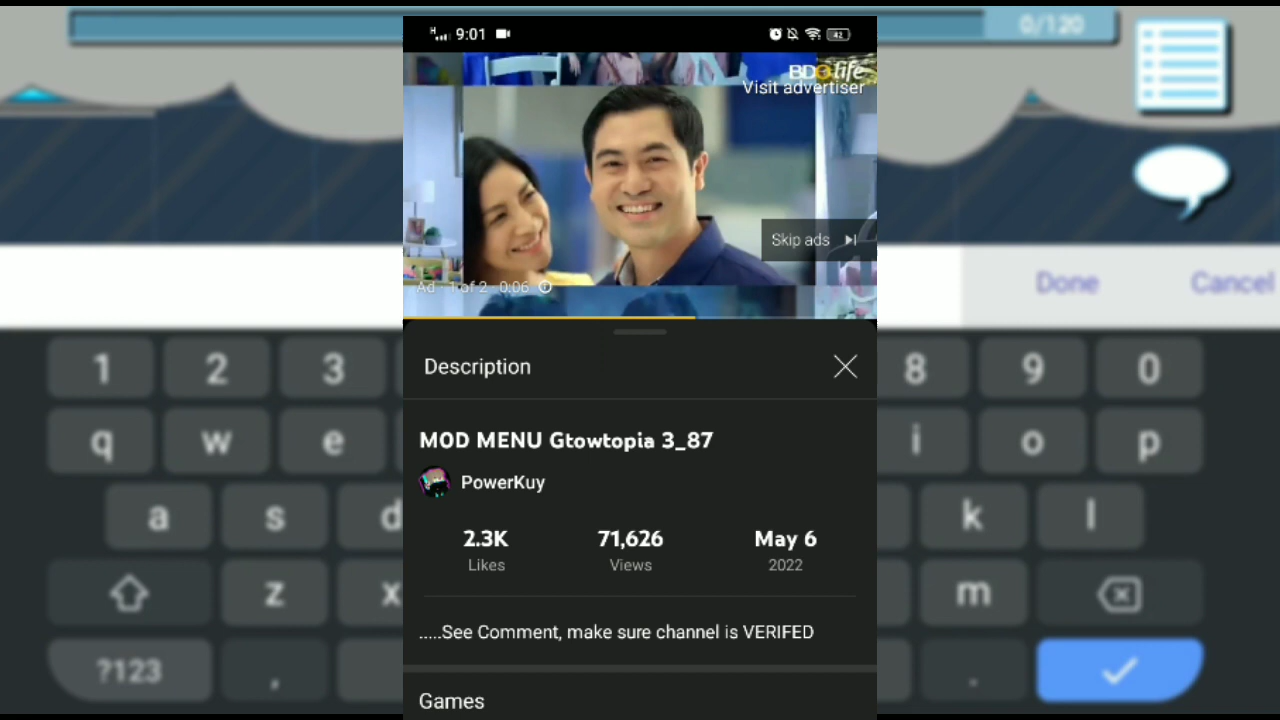 0/120
H 9:01 42
BDO life
Visit advertiser
Skip ads
Ad · 1 of 2 · 0:06
Done Cancel
Description
MOD MENU Gtowtopia 3_87
PowerKuy
2.3K 71,626 May 6
Likes Views 2022
.....See Comment, make sure channel is VERIFED
Games
1 2 3 8 9 0
q w e i o p
a s d k l
z x m
?123 , .